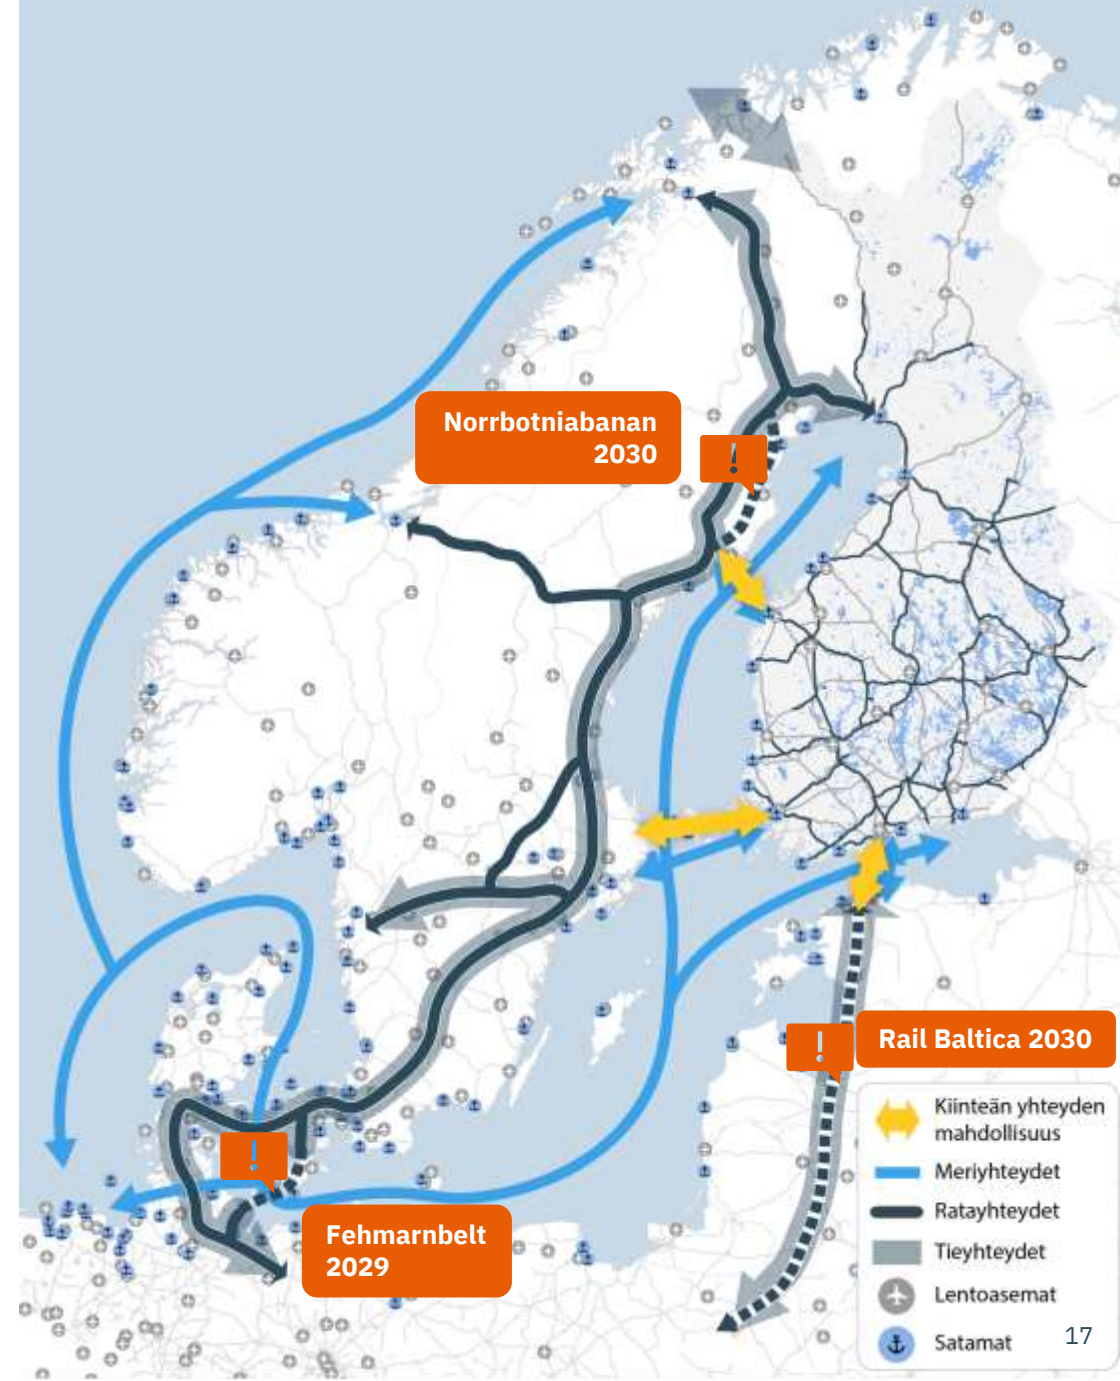 Norrbotniabanan
2030
!
!
Rail Baltica 2030
!
Fehmarnbelt
2029
Kiinteän yhteyden
mahdollisuus
Meriyhteydet
Ratayhteydet
Tieyhteydet
Lentoasemat
Satamat
17